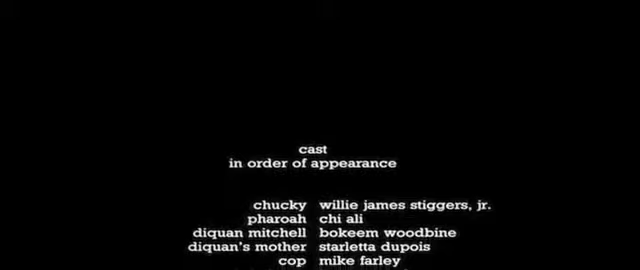 cast
in order of appearance
chucky willie james stiggers, jr.
pharoah chi ali
diquan mitchell bokeem woodbine
diquan's mother starletta dupois
cop mike farley